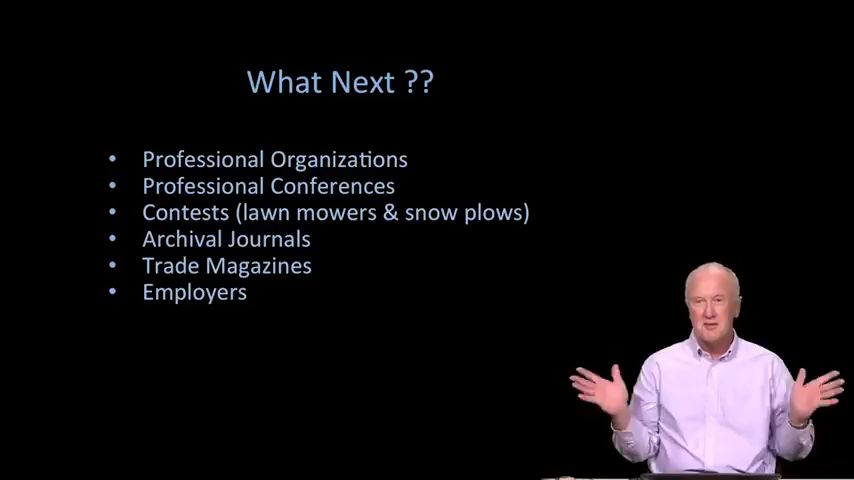 What Next ??
• Professional Organizations
• Professional Conferences
• Contests (lawn mowers & snow plows)
• Archival Journals
• Trade Magazines
• Employers